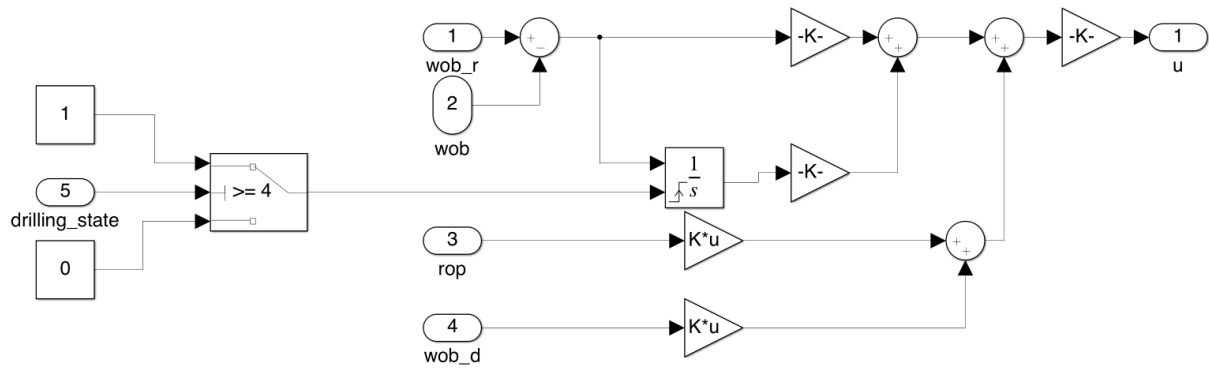 1
wob_r
+
−
2
wob
-K-
+
+
+
+
-K-
1
u
1
5
drilling_state
>= 4
0
1
s
-K-
3
rop
K*u
+
+
4
wob_d
K*u